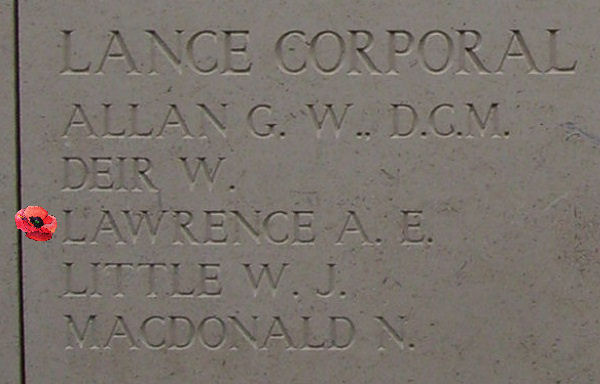 LANCE CORPORAL
ALLAN G. W., D.C.M.
DEIR W.
LAWRENCE A. E.
LITTLE W. J.
MACDONALD N.